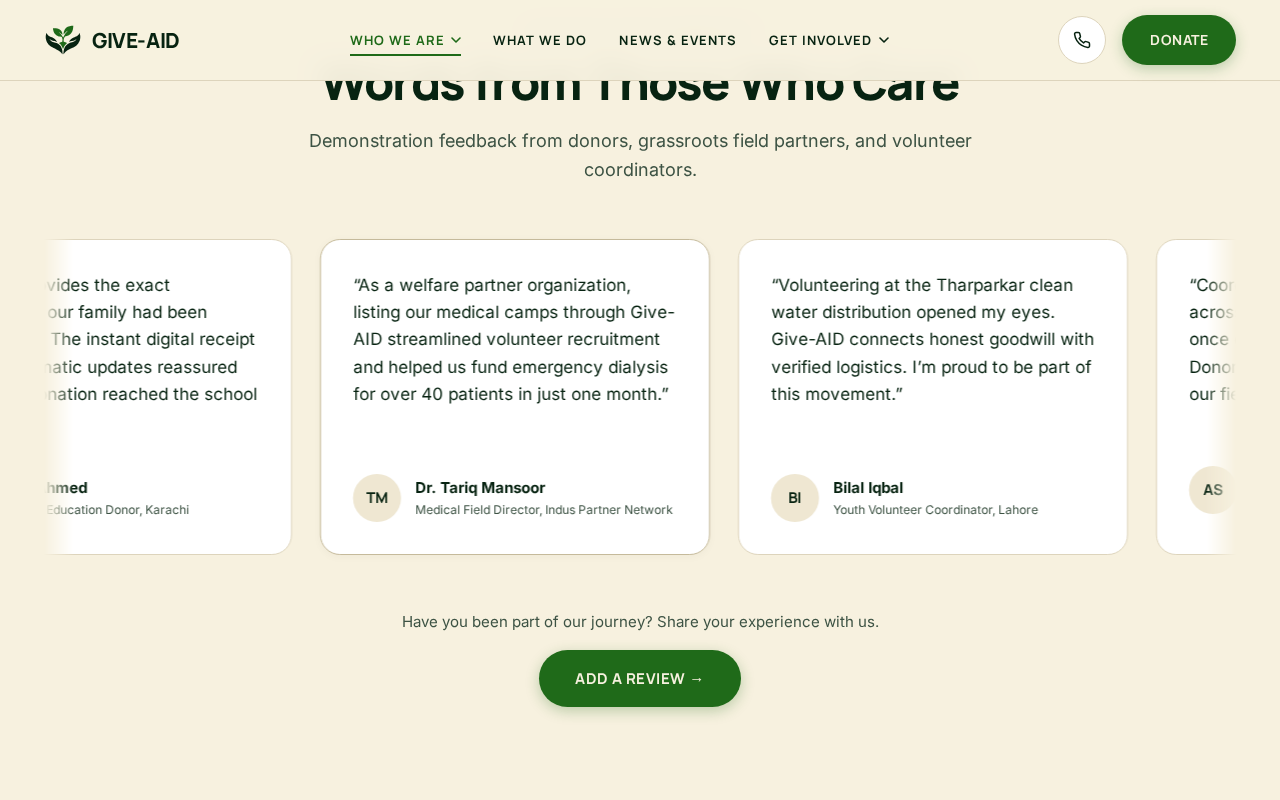 GIVE-AID
WHO WE ARE
WHAT WE DO
NEWS & EVENTS
GET INVOLVED
DONATE
Words from Those Who Care
Demonstration feedback from donors, grassroots field partners, and volunteer
coordinators.
the exact
our family had been
The instant digital receipt
updates reassured
reached the school
Education Donor, Karachi
“As a welfare partner organization,
listing our medical camps through Give-
AID streamlined volunteer recruitment
and helped us fund emergency dialysis
for over 40 patients in just one month.”
TM
Dr. Tariq Mansoor
Medical Field Director, Indus Partner Network
“Volunteering at the Tharparkar clean
water distribution opened my eyes.
Give-AID connects honest goodwill with
verified logistics. I’m proud to be part of
this movement.”
BI
Bilal Iqbal
Youth Volunteer Coordinator, Lahore
once
our
AS
Have you been part of our journey? Share your experience with us.
ADD A REVIEW →